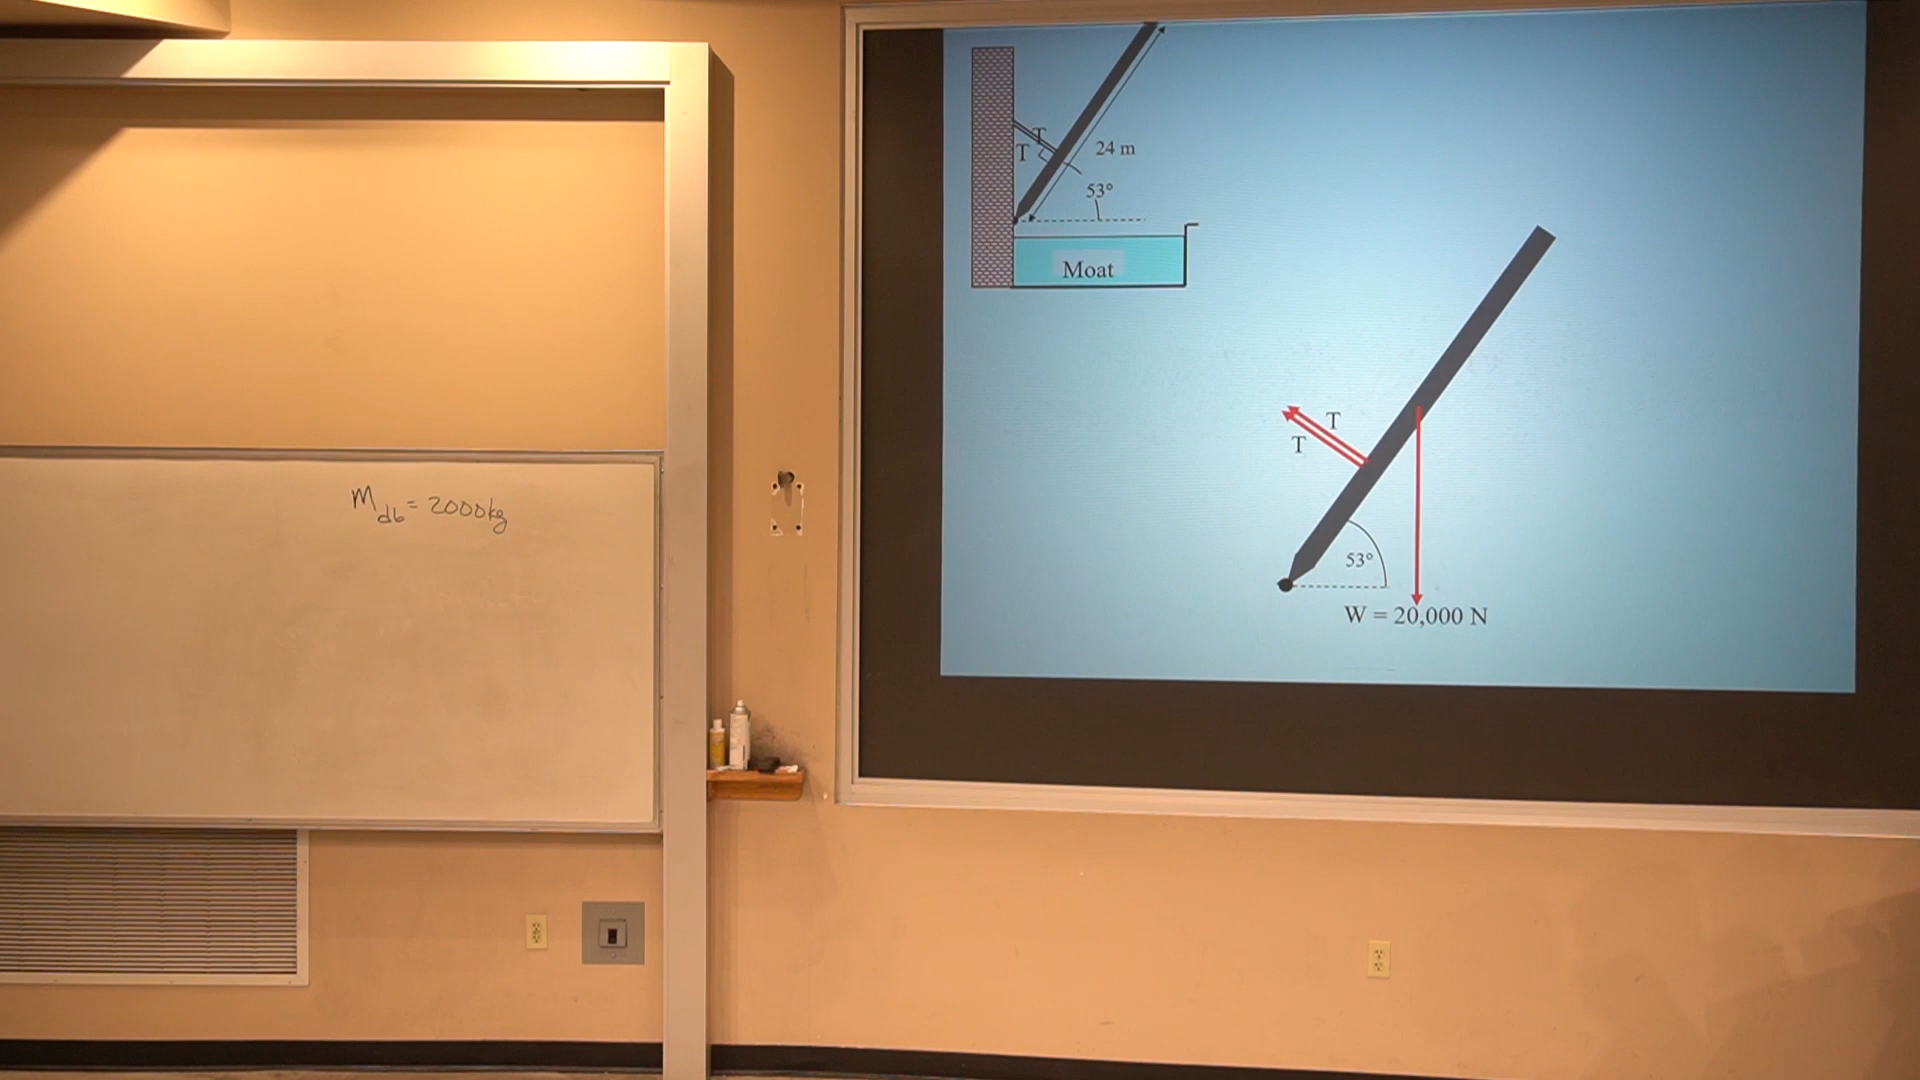 M_db = 2000kg
T
T
24 m
53°
Moat
T
T
53°
W = 20,000 N